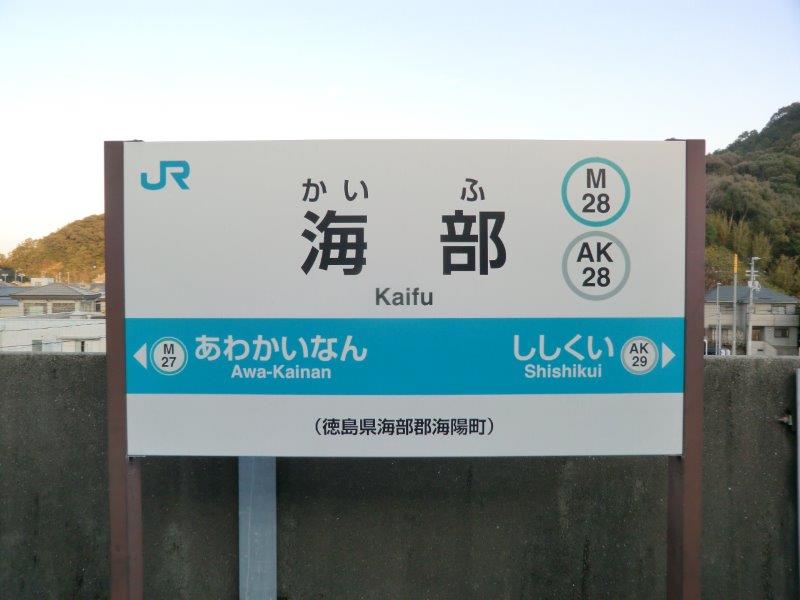 JR
かい ふ
海 部
Kaifu
M
28
AK
28
M
27
あわかいなん
Awa-Kainan
ししくい
Shishikui
AK
29
(徳島県海部郡海陽町)